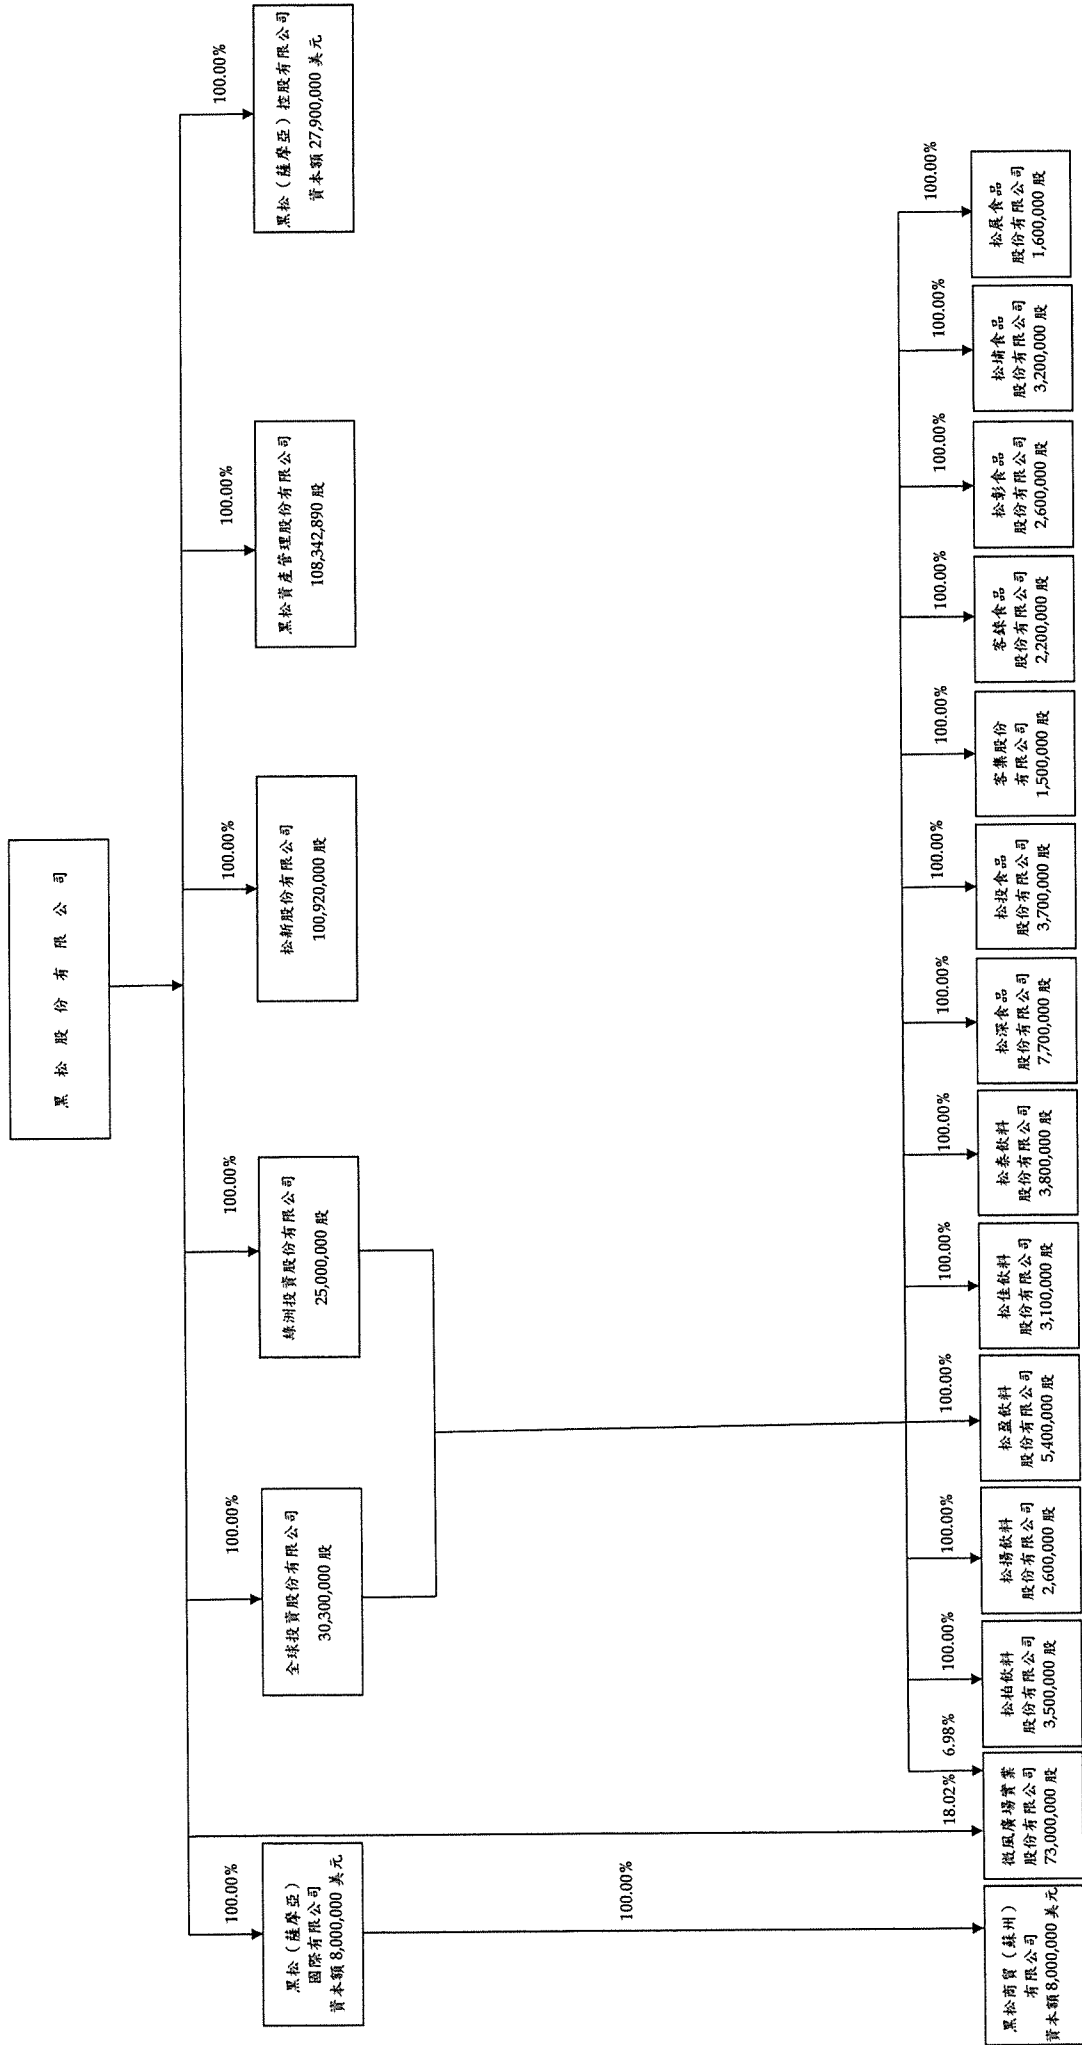 黑松股份有限公司
100.00%
黑松（薩摩亞）
國際有限公司
資本額 8,000,000 美元
100.00%
全球投資股份有限公司
30,300,000 股
100.00%
綠洲投資股份有限公司
25,000,000 股
100.00%
松新股份有限公司
100,920,000 股
100.00%
黑松資產管理股份有限公司
108,342,890 股
100.00%
黑松（薩摩亞）控股有限公司
資本額 27,900,000 美元
100.00%
黑松商貿（蘇州）
有限公司
資本額 8,000,000 美元
18.02%
6.98%
微風廣場實業
股份有限公司
73,000,000 股
100.00%
松柏飲料
股份有限公司
3,500,000 股
100.00%
松揚飲料
股份有限公司
2,600,000 股
100.00%
松盈飲料
股份有限公司
5,400,000 股
100.00%
松佳飲料
股份有限公司
3,100,000 股
100.00%
松泰飲料
股份有限公司
3,800,000 股
100.00%
松深食品
股份有限公司
7,700,000 股
100.00%
松投食品
股份有限公司
3,700,000 股
100.00%
客集股份
有限公司
1,500,000 股
100.00%
客錸食品
股份有限公司
2,200,000 股
100.00%
松彰食品
股份有限公司
2,600,000 股
100.00%
松埔食品
股份有限公司
3,200,000 股
100.00%
松展食品
股份有限公司
1,600,000 股